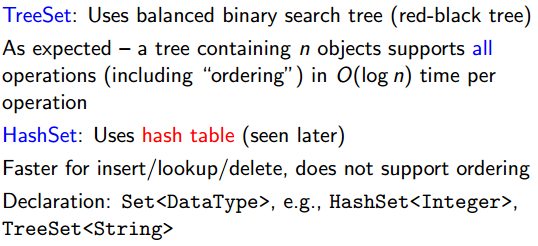 TreeSet: Uses balanced binary search tree (red-black tree)
As expected – a tree containing n objects supports all
operations (including “ordering”) in O(log n) time per
operation
HashSet: Uses hash table (seen later)
Faster for insert/lookup/delete, does not support ordering
Declaration: Set<DataType>, e.g., HashSet<Integer>,
TreeSet<String>